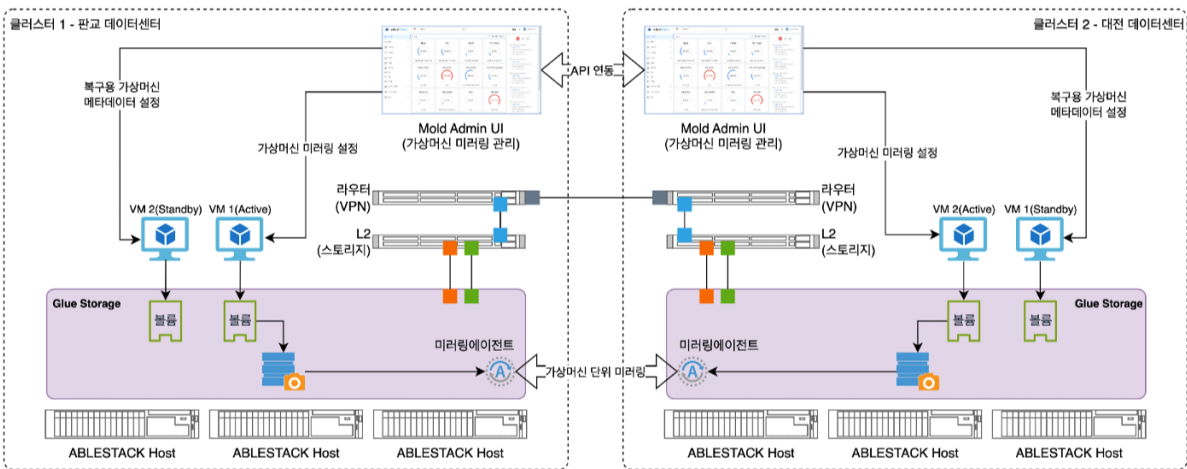 클러스터 1 - 판교 데이터센터
클러스터 2 - 대전 데이터센터
API 연동
복구용 가상머신
메타데이터 설정
가상머신 미러링 설정
Mold Admin UI
(가상머신 미러링 관리)
Mold Admin UI
(가상머신 미러링 관리)
가상머신 미러링 설정
복구용 가상머신
메타데이터 설정
라우터
(VPN)
라우터
(VPN)
VM 2(Standby)
VM 1(Active)
L2
(스토리지)
L2
(스토리지)
VM 2(Active)
VM 1(Standby)
Glue Storage
볼륨
볼륨
미러링에이전트
A
가상머신 단위 미러링
Glue Storage
볼륨
볼륨
미러링에이전트
A
ABLESTACK Host
ABLESTACK Host
ABLESTACK Host
ABLESTACK Host
ABLESTACK Host
ABLESTACK Host